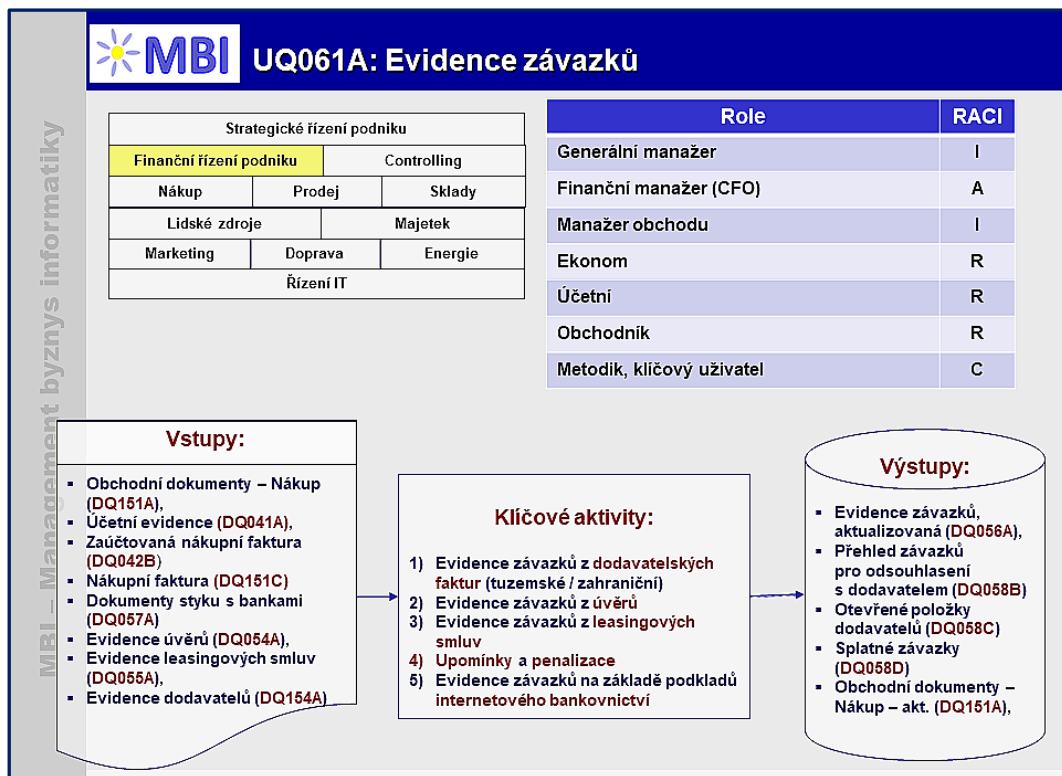 MBI
UQ061A: Evidence závazků
MBI – Management byznys informatiky
Strategické řízení podniku
Finanční řízení podniku
Controlling
Nákup
Prodej
Sklady
Lidské zdroje
Majetek
Marketing
Doprava
Energie
Řízení IT
Role RACI
Generální manažer I
Finanční manažer (CFO) A
Manažer obchodu I
Ekonom R
Účetní R
Obchodník R
Metodik, klíčový uživatel C
Vstupy:
▪ Obchodní dokumenty – Nákup
(DQ151A),
▪ Účetní evidence (DQ041A),
▪ Zaúčtovaná nákupní faktura
(DQ042B)
▪ Nákupní faktura (DQ151C)
▪ Dokumenty styku s bankami
(DQ057A)
▪ Evidence úvěrů (DQ054A),
▪ Evidence leasingových smluv
(DQ055A),
▪ Evidence dodavatelů (DQ154A)
Klíčové aktivity:
1) Evidence závazků z dodavatelských
faktur (tuzemské / zahraniční)
2) Evidence závazků z úvěrů
3) Evidence závazků z leasingových
smluv
4) Upomínky a penalizace
5) Evidence závazků na základě podkladů
internetového bankovnictví
Výstupy:
▪ Evidence závazků,
aktualizovaná (DQ056A),
▪ Přehled závazků
pro odsouhlasení
s dodavatelem (DQ058B)
▪ Otevřené položky
dodavatelů (DQ058C)
▪ Splatné závazky
(DQ058D)
▪ Obchodní dokumenty –
Nákup – akt. (DQ151A),